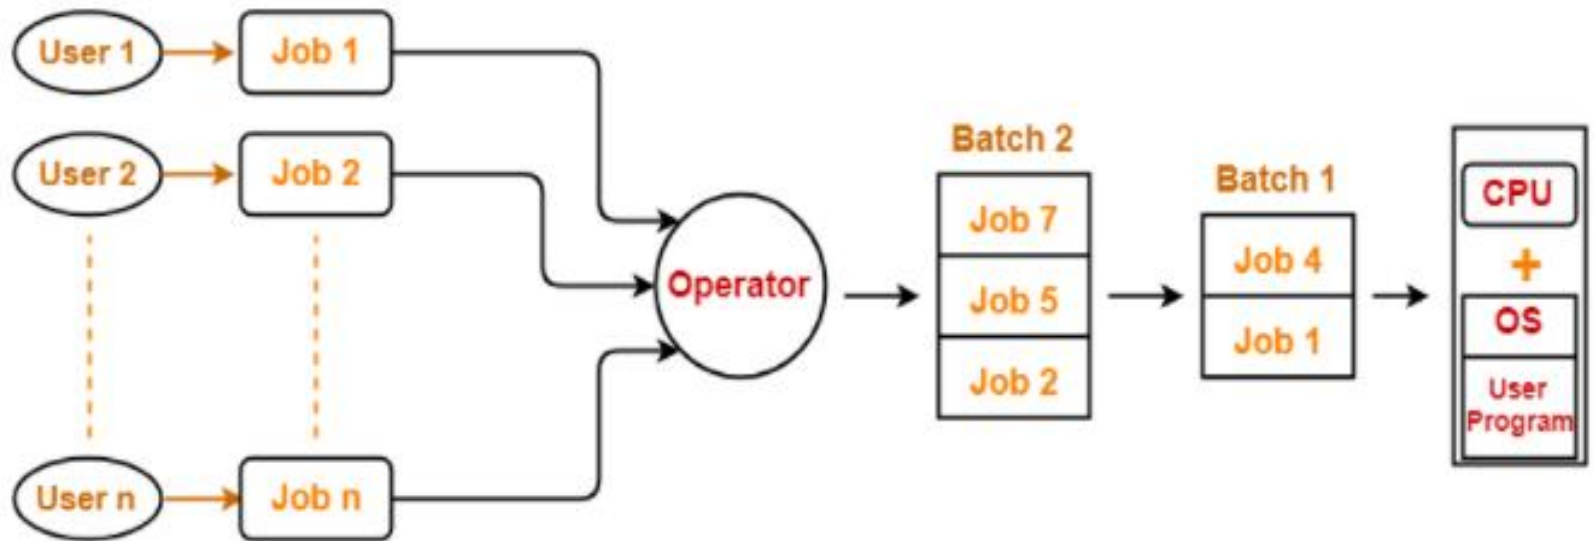 User 1
Job 1
User 2
Job 2
User n
Job n
Operator
Batch 2
Job 7
Job 5
Job 2
Batch 1
Job 4
Job 1
CPU
+
OS
User
Program